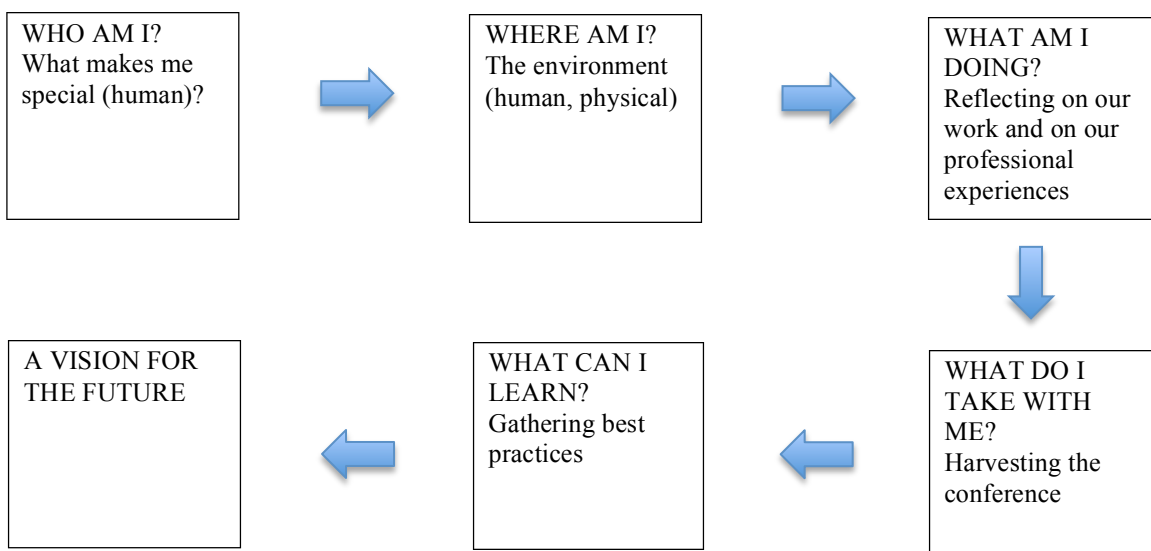 WHO AM I?
What makes me
special (human)?
WHERE AM I?
The environment
(human, physical)
WHAT AM I
DOING?
Reflecting on our
work and on our
professional
experiences
WHAT DO I
TAKE WITH
ME?
Harvesting the
conference
WHAT CAN I
LEARN?
Gathering best
practices
A VISION FOR
THE FUTURE